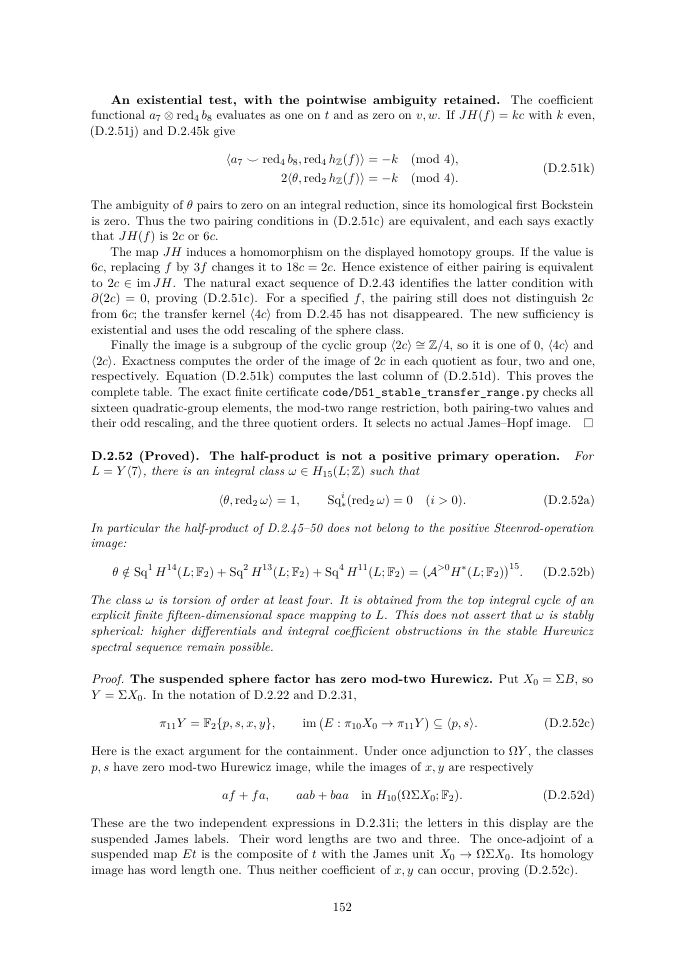 An existential test, with the pointwise ambiguity retained. The coefficient
functional a₇ ⊗ red₄ b₈ evaluates as one on t and as zero on v, w. If JH(f) = kc with k even,
(D.2.51j) and D.2.45k give
⟨a₇ ⌣ red₄ b₈, red₄ h_ℤ(f)⟩ = −k (mod 4),
2⟨θ, red₂ h_ℤ(f)⟩ = −k (mod 4).
(D.2.51k)
The ambiguity of θ pairs to zero on an integral reduction, since its homological first Bockstein
is zero. Thus the two pairing conditions in (D.2.51c) are equivalent, and each says exactly
that JH(f) is 2c or 6c.
The map JH induces a homomorphism on the displayed homotopy groups. If the value is
6c, replacing f by 3f changes it to 18c = 2c. Hence existence of either pairing is equivalent
to 2c ∈ im JH. The natural exact sequence of D.2.43 identifies the latter condition with
∂(2c) = 0, proving (D.2.51c). For a specified f, the pairing still does not distinguish 2c
from 6c; the transfer kernel ⟨4c⟩ from D.2.45 has not disappeared. The new sufficiency is
existential and uses the odd rescaling of the sphere class.
Finally the image is a subgroup of the cyclic group ⟨2c⟩ ≅ ℤ/4, so it is one of 0, ⟨4c⟩ and
⟨2c⟩. Exactness computes the order of the image of 2c in each quotient as four, two and one,
respectively. Equation (D.2.51k) computes the last column of (D.2.51d). This proves the
complete table. The exact finite certificate code/D51_stable_transfer_range.py checks all
sixteen quadratic-group elements, the mod-two range restriction, both pairing-two values and
their odd rescaling, and the three quotient orders. It selects no actual James–Hopf image. □
D.2.52 (Proved). The half-product is not a positive primary operation. For
L = Y⟨7⟩, there is an integral class ω ∈ H₁₅(L; ℤ) such that
⟨θ, red₂ ω⟩ = 1, Sqⁱ_*(red₂ ω) = 0 (i > 0). (D.2.52a)
In particular the half-product of D.2.45–50 does not belong to the positive Steenrod-operation
image:
θ ∉ Sq¹ H¹⁴(L; 𝔽₂) + Sq² H¹³(L; 𝔽₂) + Sq⁴ H¹¹(L; 𝔽₂) = (𝒜^{>0}H*(L; 𝔽₂))¹⁵. (D.2.52b)
The class ω is torsion of order at least four. It is obtained from the top integral cycle of an
explicit finite fifteen-dimensional space mapping to L. This does not assert that ω is stably
spherical: higher differentials and integral coefficient obstructions in the stable Hurewicz
spectral sequence remain possible.
Proof. The suspended sphere factor has zero mod-two Hurewicz. Put X₀ = ΣB, so
Y = ΣX₀. In the notation of D.2.22 and D.2.31,
π₁₁Y = 𝔽₂{p, s, x, y}, im (E : π₁₀X₀ → π₁₁Y) ⊆ ⟨p, s⟩. (D.2.52c)
Here is the exact argument for the containment. Under once adjunction to ΩY, the classes
p, s have zero mod-two Hurewicz image, while the images of x, y are respectively
af + fa, aab + baa in H₁₀(ΩΣX₀; 𝔽₂). (D.2.52d)
These are the two independent expressions in D.2.31i; the letters in this display are the
suspended James labels. Their word lengths are two and three. The once-adjoint of a
suspended map Et is the composite of t with the James unit X₀ → ΩΣX₀. Its homology
image has word length one. Thus neither coefficient of x, y can occur, proving (D.2.52c).
152